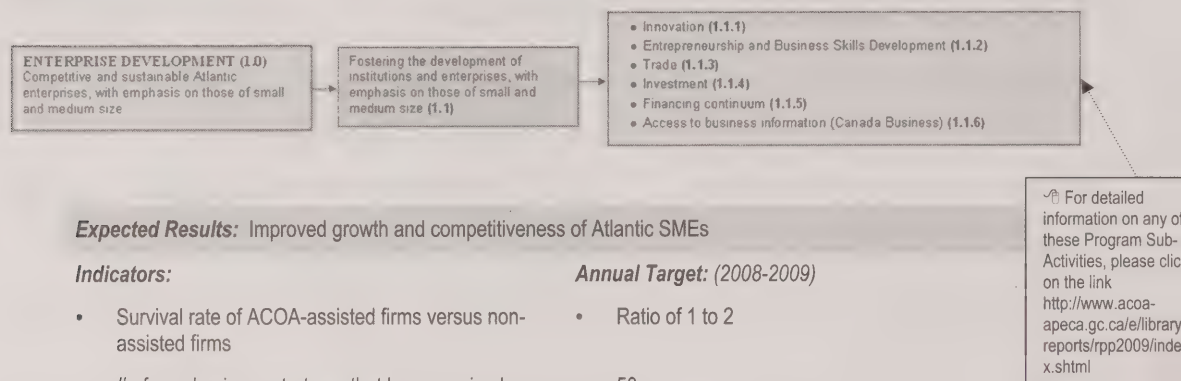 ENTERPRISE DEVELOPMENT (1.0)
Competitive and sustainable Atlantic
enterprises, with emphasis on those of small
and medium size
Fostering the development of
institutions and enterprises, with
emphasis on those of small and
medium size (1.1)
• Innovation (1.1.1)
• Entrepreneurship and Business Skills Development (1.1.2)
• Trade (1.1.3)
• Investment (1.1.4)
• Financing continuum (1.1.5)
• Access to business information (Canada Business) (1.1.6)
For detailed
information on any of
these Program Sub-
Activities, please clic
on the link
http://www.acoa-
apeca.gc.ca/e/library
reports/rpp2009/inde
x.shtml
Expected Results: Improved growth and competitiveness of Atlantic SMEs
Indicators: Annual Target: (2008-2009)
• Survival rate of ACOA-assisted firms versus non- • Ratio of 1 to 2
assisted firms